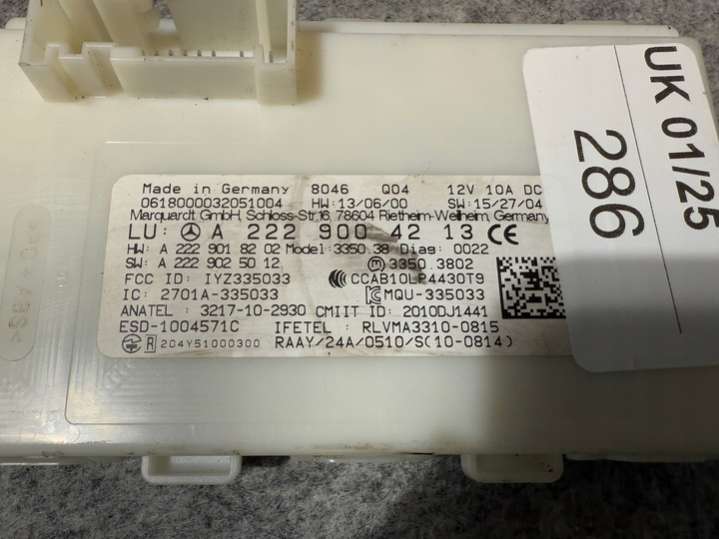 Made in Germany 8046 Q04 12V 10A DC
0618000032051004 HW: 13/06/00 SW: 15/27/04
Marquardt GmbH, Schloss-Str.16, 78604 Rietheim-Weilheim, Germany
LU: A 222 900 42 13 CE
HW: A 222 901 82 02 Model: 3350.38 Diag: 0022
SW: A 222 902 50 12 3350.3802
FCC ID: IYZ335033 CCAB10LP4430T9
IC: 2701A-335033 MQU-335033
ANATEL : 3217-10-2930 CMIIT ID: 2010DJ1441
ESD-1004571C IFETEL: RLVMA3310-0815
R 204Y51000300 RAAY/24A/0510/S(10-0814)
UK 01/25
286